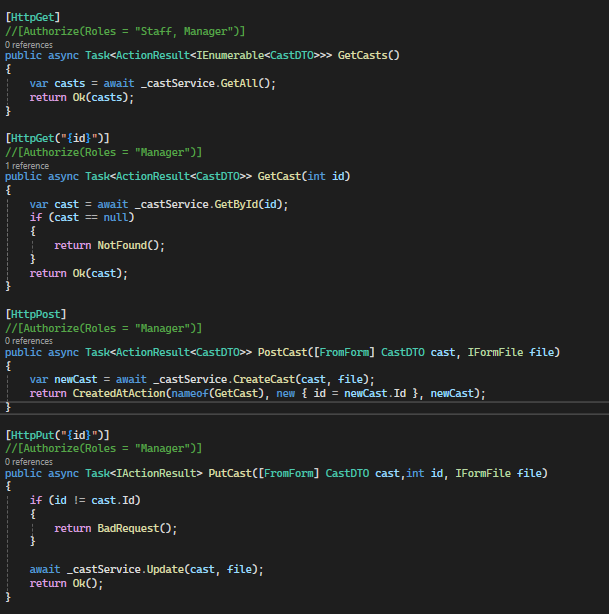 [HttpGet]
//[Authorize(Roles = "Staff, Manager")]
0 references
public async Task<ActionResult<IEnumerable<CastDTO>>> GetCasts()
{
var casts = await _castService.GetAll();
return Ok(casts);
}
[HttpGet("{id}")]
//[Authorize(Roles = "Manager")]
1 reference
public async Task<ActionResult<CastDTO>> GetCast(int id)
{
var cast = await _castService.GetById(id);
if (cast == null)
{
return NotFound();
}
return Ok(cast);
}
[HttpPost]
//[Authorize(Roles = "Manager")]
0 references
public async Task<ActionResult<CastDTO>> PostCast([FromForm] CastDTO cast, IFormFile file)
{
var newCast = await _castService.CreateCast(cast, file);
return CreatedAtAction(nameof(GetCast), new { id = newCast.Id }, newCast);
}
[HttpPut("{id}")]
//[Authorize(Roles = "Manager")]
0 references
public async Task<IActionResult> PutCast([FromForm] CastDTO cast,int id, IFormFile file)
{
if (id != cast.Id)
{
return BadRequest();
}
await _castService.Update(cast, file);
return Ok();
}